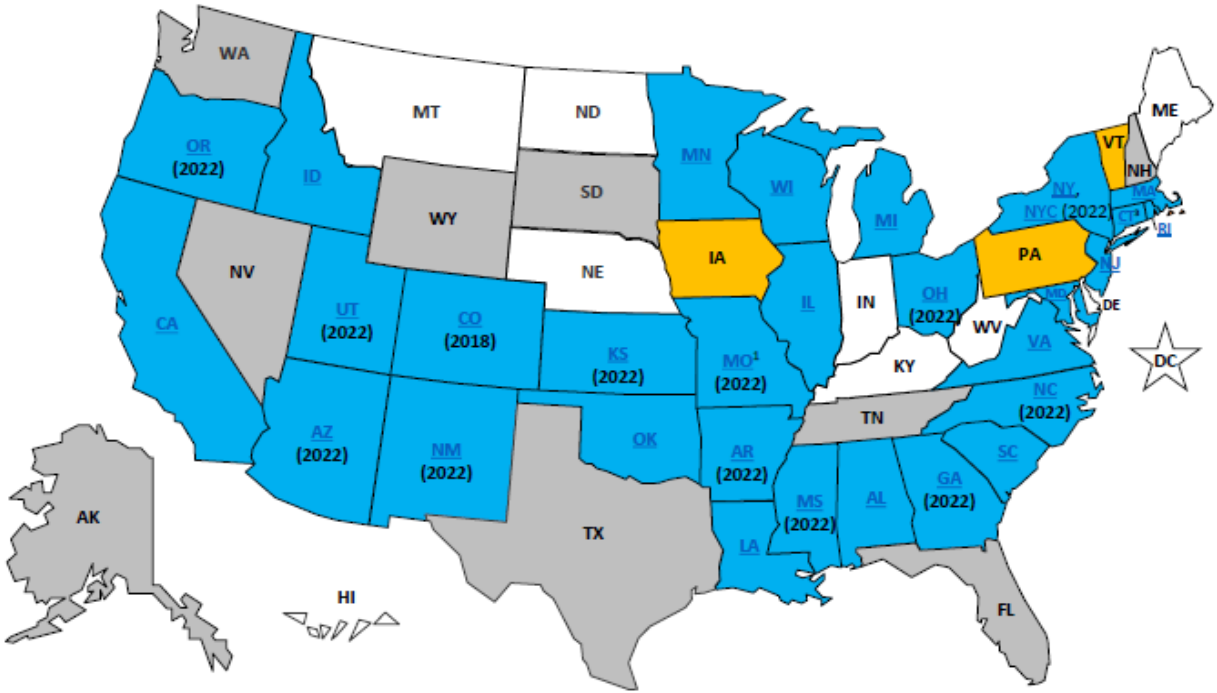 WA
MT
ND
ME
OR
(2022)
ID
MN
VT
NH
WI
SD
WY
MI
NY,
MA
NYC (2022)
CT
RI
NV
NE
IA
PA
NJ
UT
(2022)
CO
(2018)
CA
IL
IN
OH
(2022)
MD
DE
WV
VA
DC
KS
(2022)
MO¹
(2022)
KY
NC
(2022)
TN
AZ
(2022)
NM
(2022)
OK
AR
(2022)
SC
MS
(2022)
AL
GA
(2022)
LA
TX
AK
HI
FL